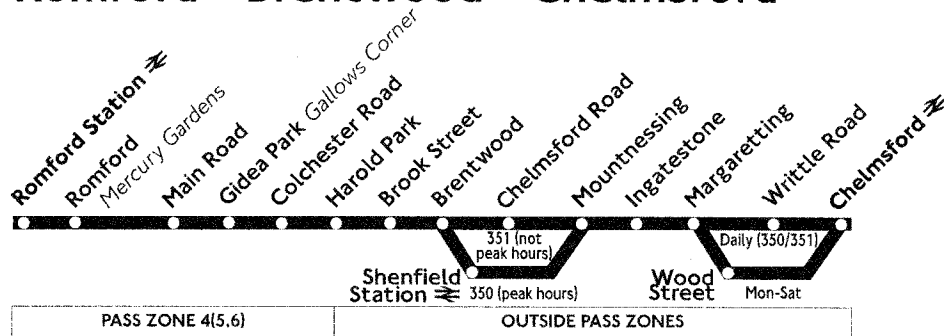 Romford Station
Romford
Mercury Gardens
Main Road
Gidea Park Gallows Corner
Colchester Road
Harold Park
Brook Street
Brentwood
Chelmsford Road
Mountnessing
Ingatestone
Margaretting
Writtle Road
Chelmsford
351 (not
peak hours)
Daily (350/351)
Shenfield
Station
350 (peak hours)
Wood
Street
Mon-Sat
PASS ZONE 4(5.6)
OUTSIDE PASS ZONES